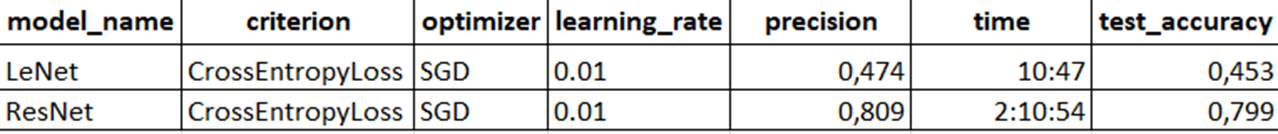 model_name criterion optimizer learning_rate precision time test_accuracy
LeNet CrossEntropyLoss SGD 0.01 0,474 10:47 0,453
ResNet CrossEntropyLoss SGD 0.01 0,809 2:10:54 0,799